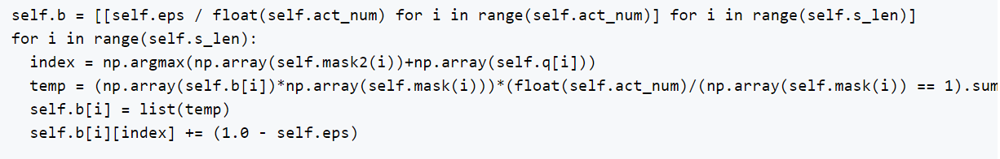 self.b = [[self.eps / float(self.act_num) for i in range(self.act_num)] for i in range(self.s_len)]
for i in range(self.s_len):
  index = np.argmax(np.array(self.mask2(i))+np.array(self.q[i]))
  temp = (np.array(self.b[i])*np.array(self.mask(i)))*(float(self.act_num)/(np.array(self.mask(i)) == 1).sum
  self.b[i] = list(temp)
  self.b[i][index] += (1.0 - self.eps)